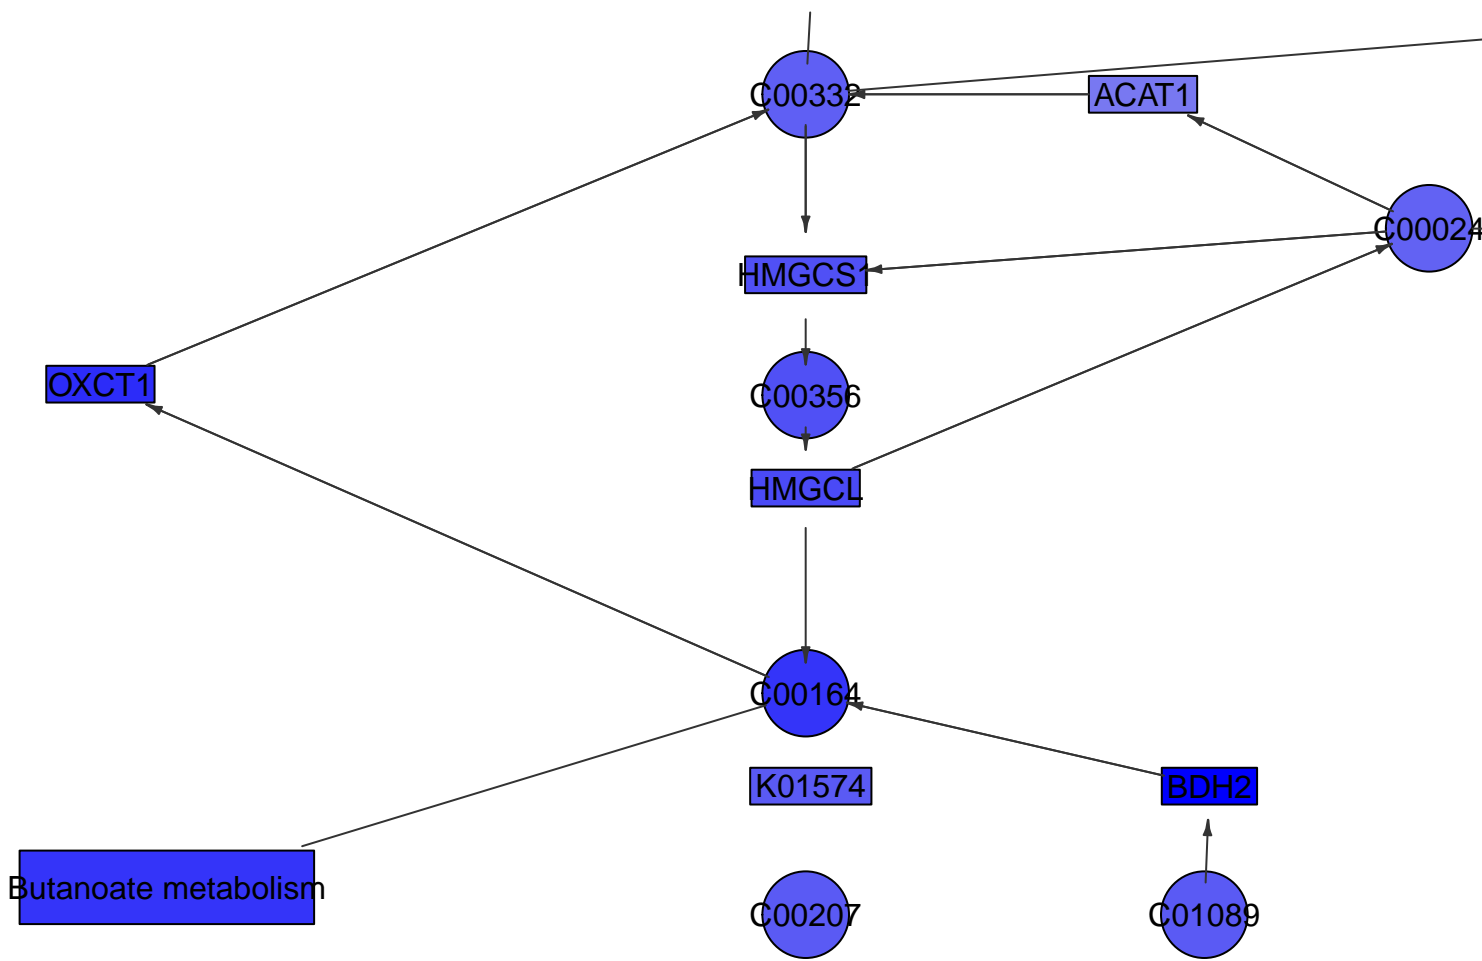 C00332
ACAT1
C00024
HMGCS1
OXCT1
C00356
HMGCL
C00164
K01574
BDH2
Butanoate metabolism
C00207
C01089